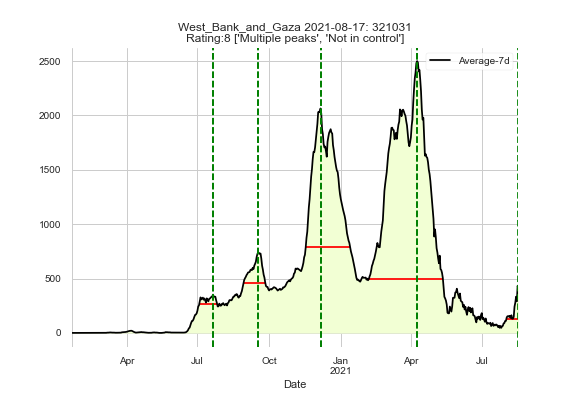 West_Bank_and_Gaza 2021-08-17: 321031
Rating:8 ['Multiple peaks', 'Not in control']
Average-7d
2500
2000
1500
1000
500
0
Apr Jul Oct Jan Apr Jul
2021
Date